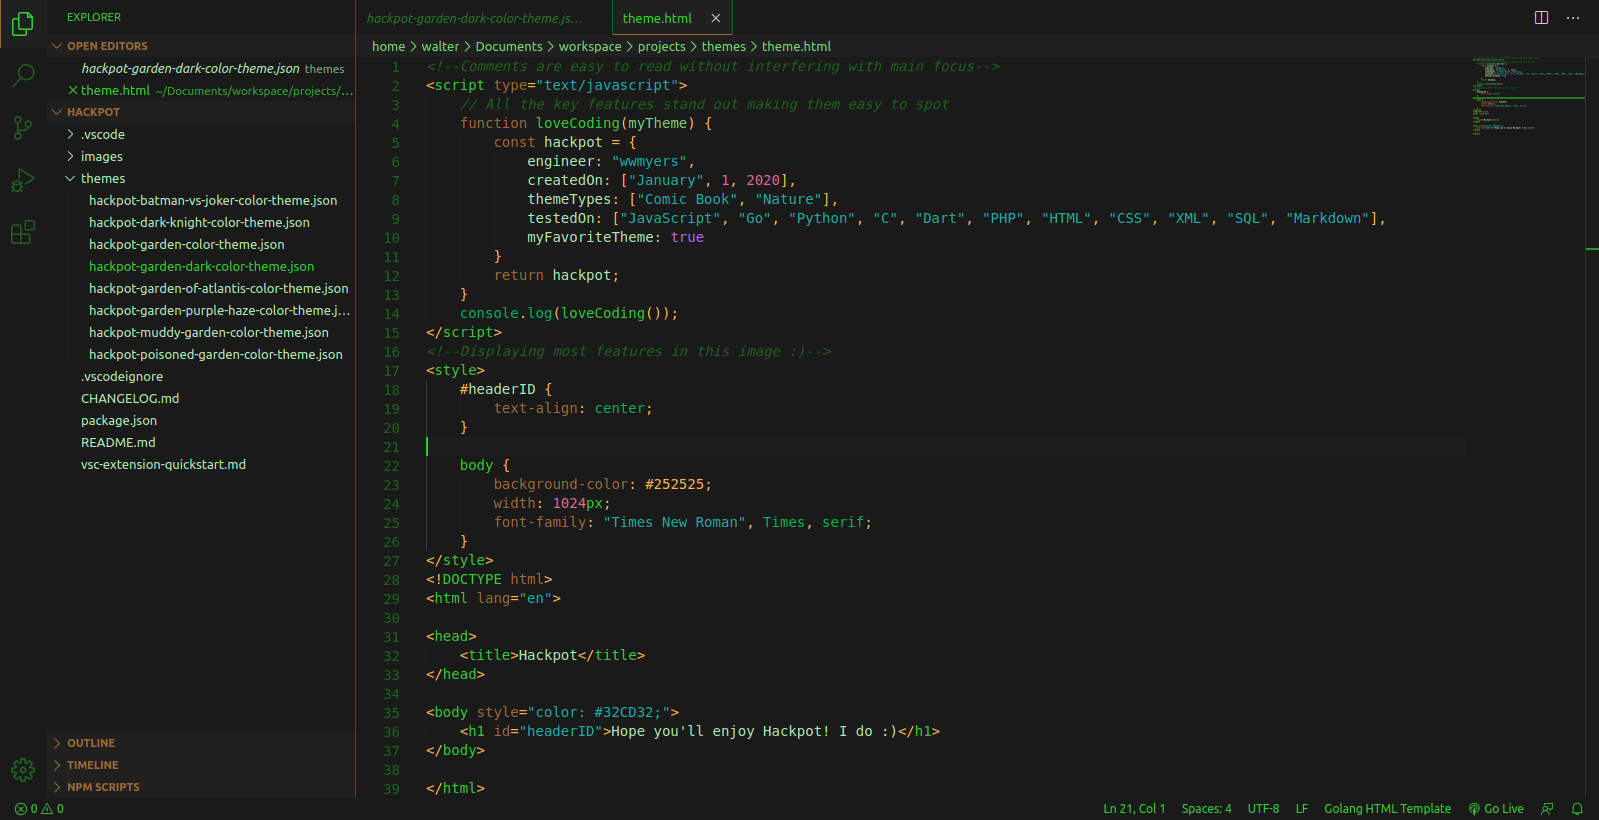 EXPLORER
OPEN EDITORS
hackpot-garden-dark-color-theme.json themes
theme.html ~/Documents/workspace/projects/...
HACKPOT
.vscode
images
themes
hackpot-batman-vs-joker-color-theme.json
hackpot-dark-knight-color-theme.json
hackpot-garden-color-theme.json
hackpot-garden-dark-color-theme.json
hackpot-garden-of-atlantis-color-theme.json
hackpot-garden-purple-haze-color-theme.j...
hackpot-muddy-garden-color-theme.json
hackpot-poisoned-garden-color-theme.json
.vscodeignore
CHANGELOG.md
package.json
README.md
vsc-extension-quickstart.md
OUTLINE
TIMELINE
NPM SCRIPTS
hackpot-garden-dark-color-theme.js... theme.html
home > walter > Documents > workspace > projects > themes > theme.html
1 <!--Comments are easy to read without interfering with main focus-->
2 <script type="text/javascript">
3 // All the key features stand out making them easy to spot
4 function loveCoding(myTheme) {
5 const hackpot = {
6 engineer: "wwmyers",
7 createdOn: ["January", 1, 2020],
8 themeTypes: ["Comic Book", "Nature"],
9 testedOn: ["JavaScript", "Go", "Python", "C", "Dart", "PHP", "HTML", "CSS", "XML", "SQL", "Markdown"],
10 myFavoriteTheme: true
11 }
12 return hackpot;
13 }
14 console.log(loveCoding());
15 </script>
16 <!--Displaying most features in this image :)-->
17 <style>
18 #headerID {
19 text-align: center;
20 }
21
22 body {
23 background-color: #252525;
24 width: 1024px;
25 font-family: "Times New Roman", Times, serif;
26 }
27 </style>
28 <!DOCTYPE html>
29 <html lang="en">
30
31 <head>
32 <title>Hackpot</title>
33 </head>
34
35 <body style="color: #32CD32;">
36 <h1 id="headerID">Hope you'll enjoy Hackpot! I do :)</h1>
37 </body>
38
39 </html>
0 0 Ln 21, Col 1 Spaces: 4 UTF-8 LF Golang HTML Template Go Live